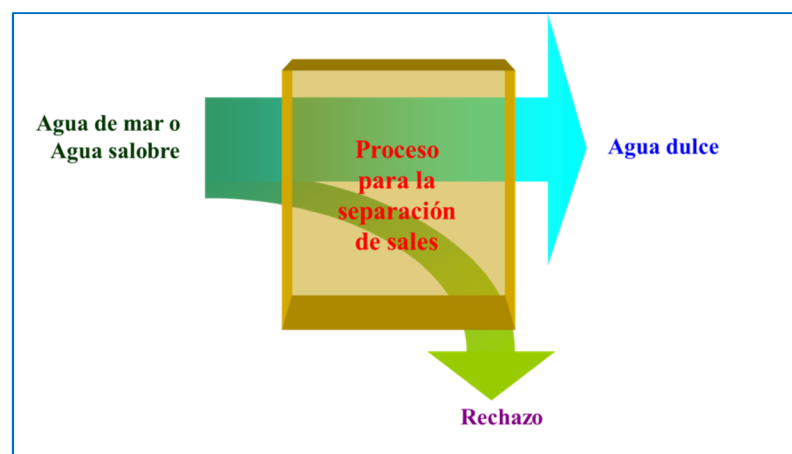 Agua de mar o
Agua salobre
Proceso
para la
separación
de sales
Agua dulce
Rechazo